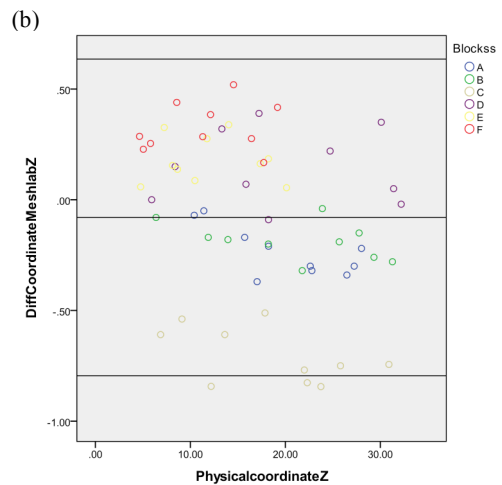 (b)
Blockss
A
B
C
D
E
F
.50
.00
-.50
-1.00
DiffCoordinateMeshlabZ
.00 10.00 20.00 30.00
PhysicalcoordinateZ